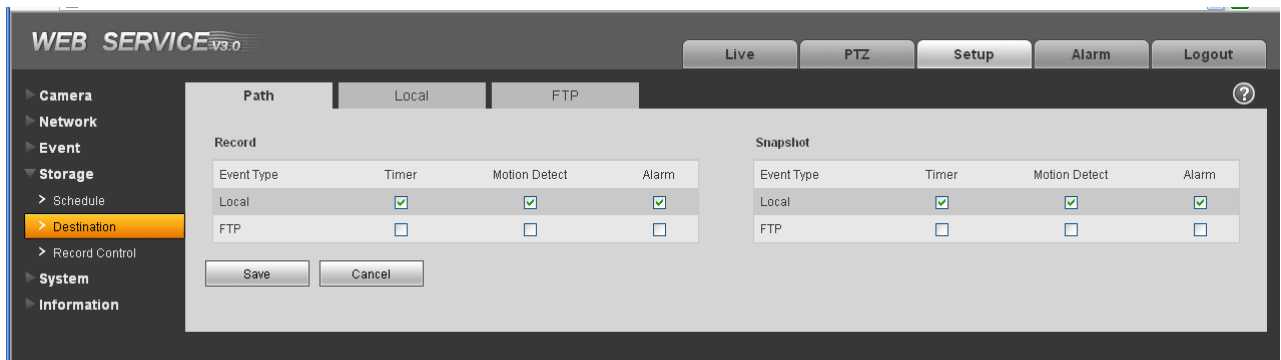 WEB SERVICE V3.0
Live PTZ Setup Alarm Logout
Camera
Network
Event
Storage
> Schedule
> Destination
> Record Control
System
Information
Path Local FTP ?
Record
Event Type Timer Motion Detect Alarm
Local
FTP
Save Cancel
Snapshot
Event Type Timer Motion Detect Alarm
Local
FTP